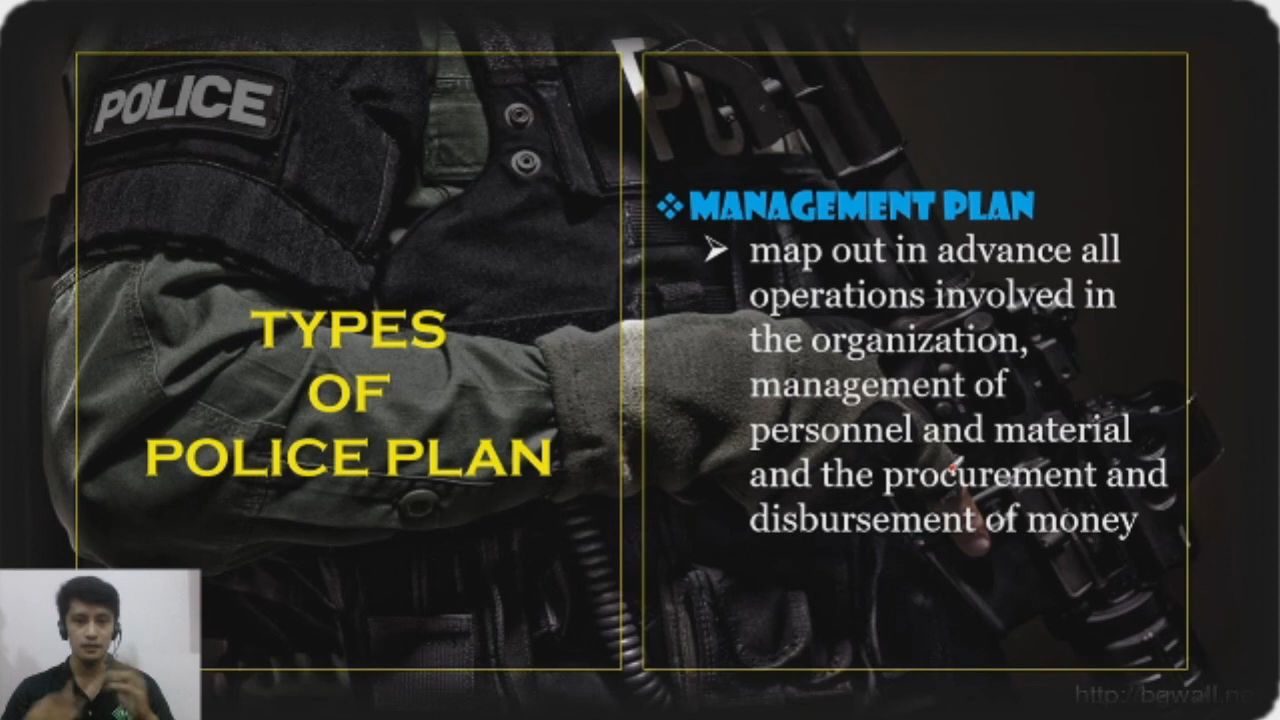 POLICE
TYPES
OF
POLICE PLAN
❖MANAGEMENT PLAN
➢ map out in advance all
operations involved in
the organization,
management of
personnel and material
and the procurement and
disbursement of money